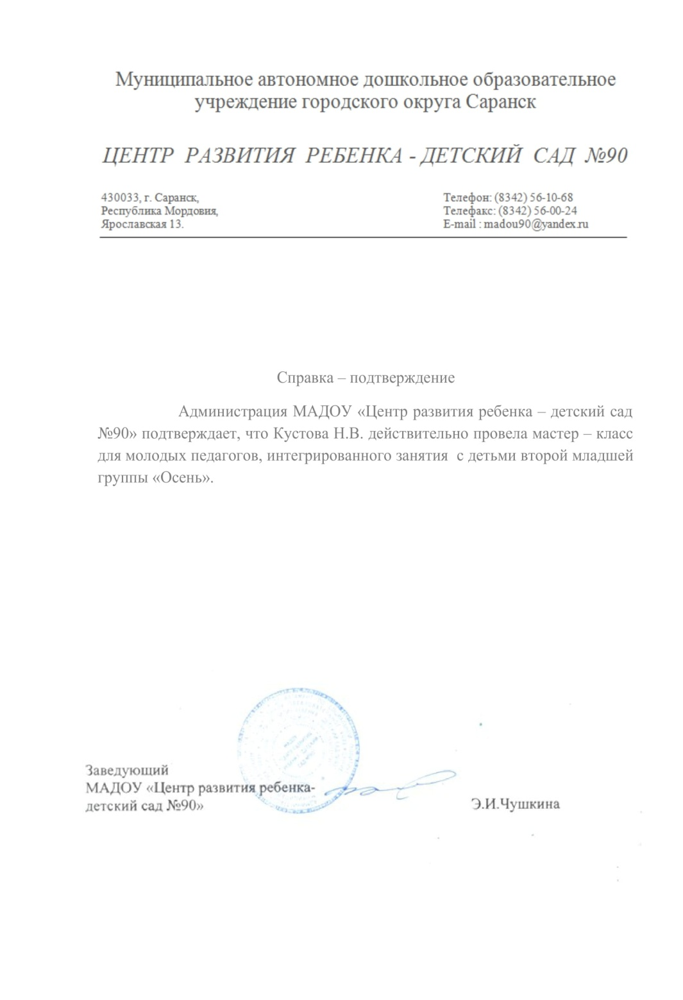 Муниципальное автономное дошкольное образовательное
учреждение городского округа Саранск
ЦЕНТР РАЗВИТИЯ РЕБЕНКА - ДЕТСКИЙ САД №90
430033, г. Саранск,
Республика Мордовия,
Ярославская 13.
Телефон: (8342) 56-10-68
Телефакс: (8342) 56-00-24
E-mail : madou90@yandex.ru
Справка – подтверждение
Администрация МАДОУ «Центр развития ребенка – детский сад
№90» подтверждает, что Кустова Н.В. действительно провела мастер – класс
для молодых педагогов, интегрированного занятия с детьми второй младшей
группы «Осень».
Заведующий
МАДОУ «Центр развития ребенка-
детский сад №90»
Э.И.Чушкина